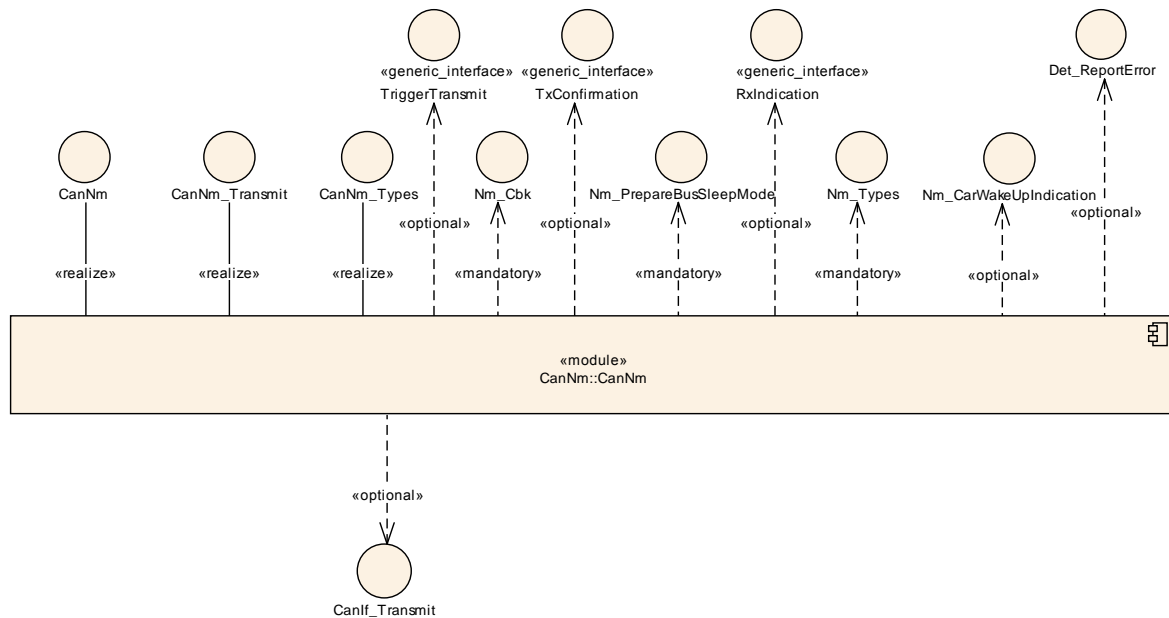 «generic_interface»
TriggerTransmit
«generic_interface»
TxConfirmation
«generic_interface»
RxIndication
Det_ReportError
CanNm
CanNm_Transmit
CanNm_Types
Nm_Cbk
Nm_PrepareBusSleepMode
Nm_Types
Nm_CarWakeUpIndication
«optional»
«optional»
«optional»
«optional»
«realize»
«realize»
«realize»
«mandatory»
«mandatory»
«mandatory»
«optional»
«module»
CanNm::CanNm
«optional»
CanIf_Transmit